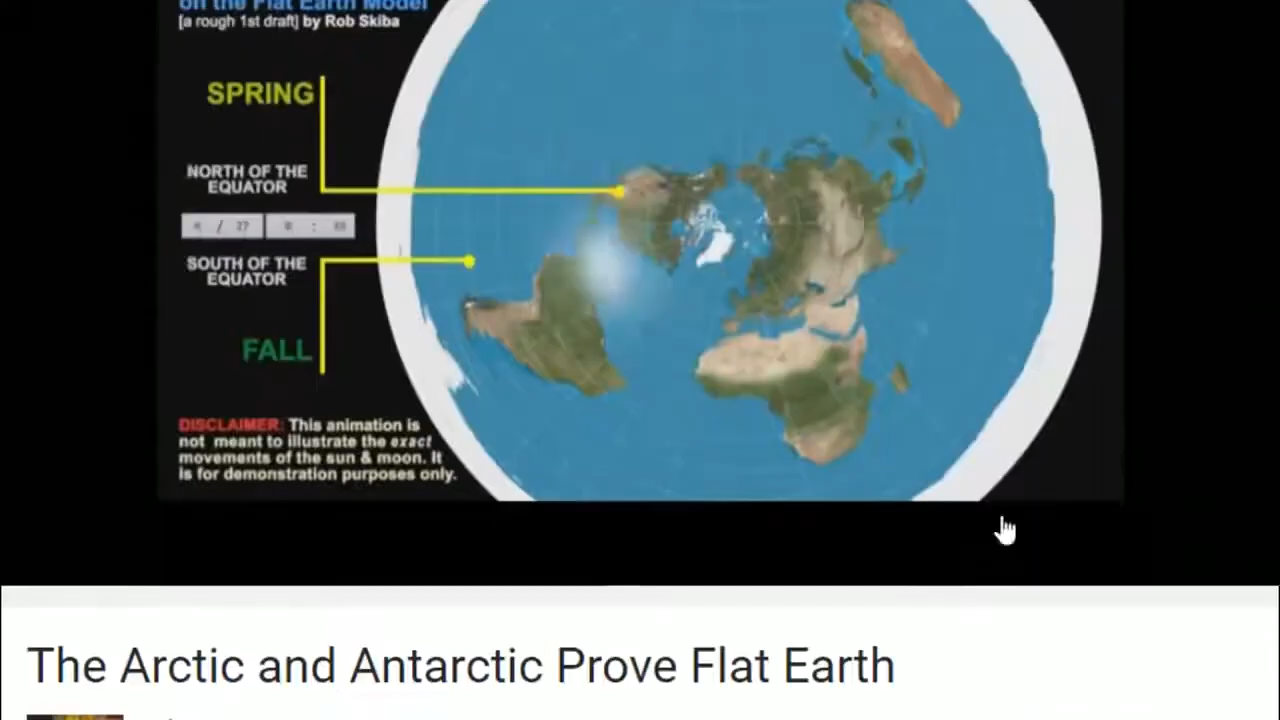 on the Flat Earth Model
[a rough 1st draft] by Rob Skiba
SPRING
NORTH OF THE
EQUATOR
SOUTH OF THE
EQUATOR
FALL
DISCLAIMER: This animation is
not meant to illustrate the exact
movements of the sun & moon. It
is for demonstration purposes only.
The Arctic and Antarctic Prove Flat Earth